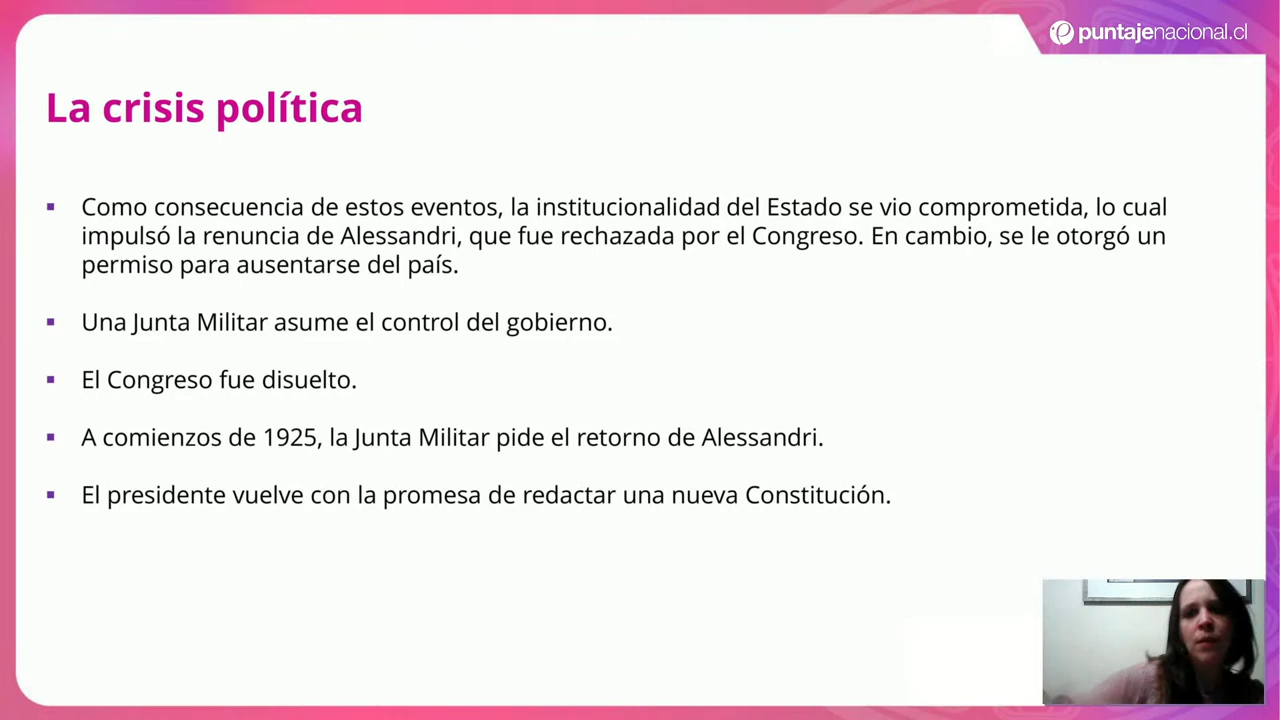 puntajenacional.cl
La crisis política
▪ Como consecuencia de estos eventos, la institucionalidad del Estado se vio comprometida, lo cual
impulsó la renuncia de Alessandri, que fue rechazada por el Congreso. En cambio, se le otorgó un
permiso para ausentarse del país.
▪ Una Junta Militar asume el control del gobierno.
▪ El Congreso fue disuelto.
▪ A comienzos de 1925, la Junta Militar pide el retorno de Alessandri.
▪ El presidente vuelve con la promesa de redactar una nueva Constitución.